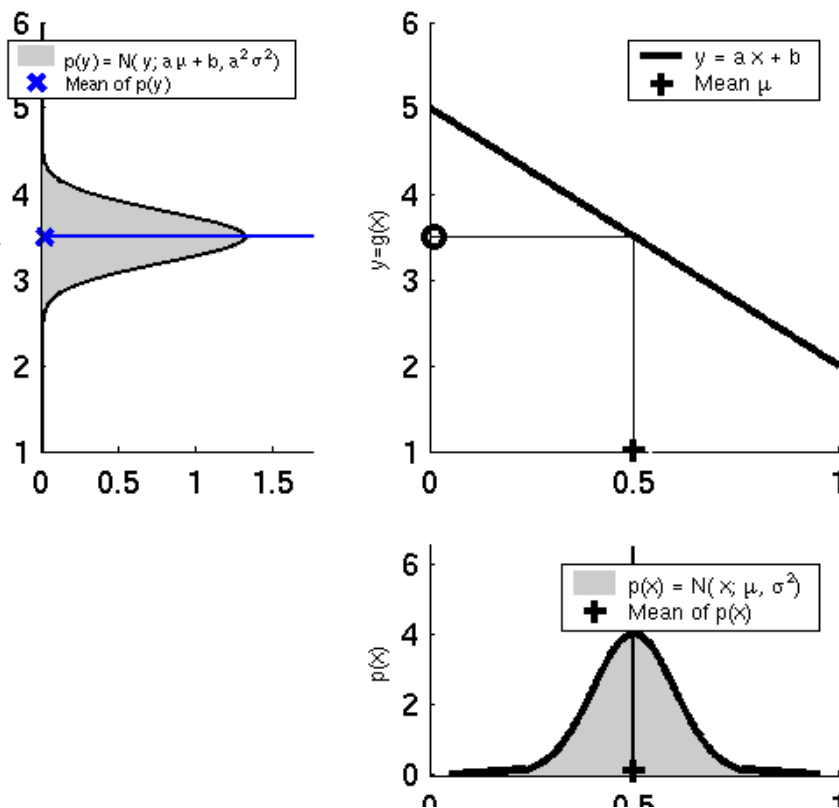 p(y) = N( y; a μ + b, a² σ²)
Mean of p(y)
6
5
4
3
2
1
0 0.5 1 1.5
y = a x + b
Mean μ
6
5
4
3
2
1
y=g(x)
0 0.5 1
p(x) = N( x; μ, σ²)
Mean of p(x)
6
4
2
0
p(x)
0 0.5 1